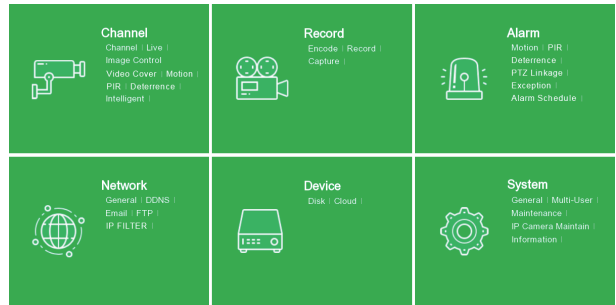 Channel
Channel | Live |
Image Control
Video Cover | Motion |
PIR | Deterrence |
Intelligent |
Record
Encode | Record |
Capture |
Alarm
Motion | PIR |
Deterrence |
PTZ Linkage |
Exception |
Alarm Schedule |
Network
General | DDNS |
Email | FTP |
IP FILTER |
Device
Disk | Cloud |
System
General | Multi-User |
Maintenance |
IP Camera Maintain |
Information |